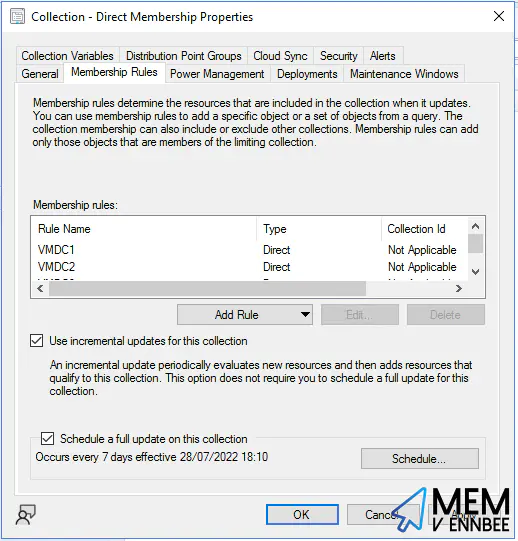 Collection - Direct Membership Properties
Collection Variables Distribution Point Groups Cloud Sync Security Alerts
General Membership Rules Power Management Deployments Maintenance Windows
Membership rules determine the resources that are included in the collection when it updates.
You can use membership rules to add a specific object or a set of objects from a query. The
collection membership can also include or exclude other collections. Membership rules can add
only those objects that are members of the limiting collection.
Membership rules:
Rule Name Type Collection Id
VMDC1 Direct Not Applicable
VMDC2 Direct Not Applicable
Add Rule Edit... Delete
Use incremental updates for this collection
An incremental update periodically evaluates new resources and then adds resources that
qualify to this collection. This option does not require you to schedule a full update for this
collection.
Schedule a full update on this collection
Occurs every 7 days effective 28/07/2022 18:10
Schedule...
OK Cancel
MEM
VENNBEE